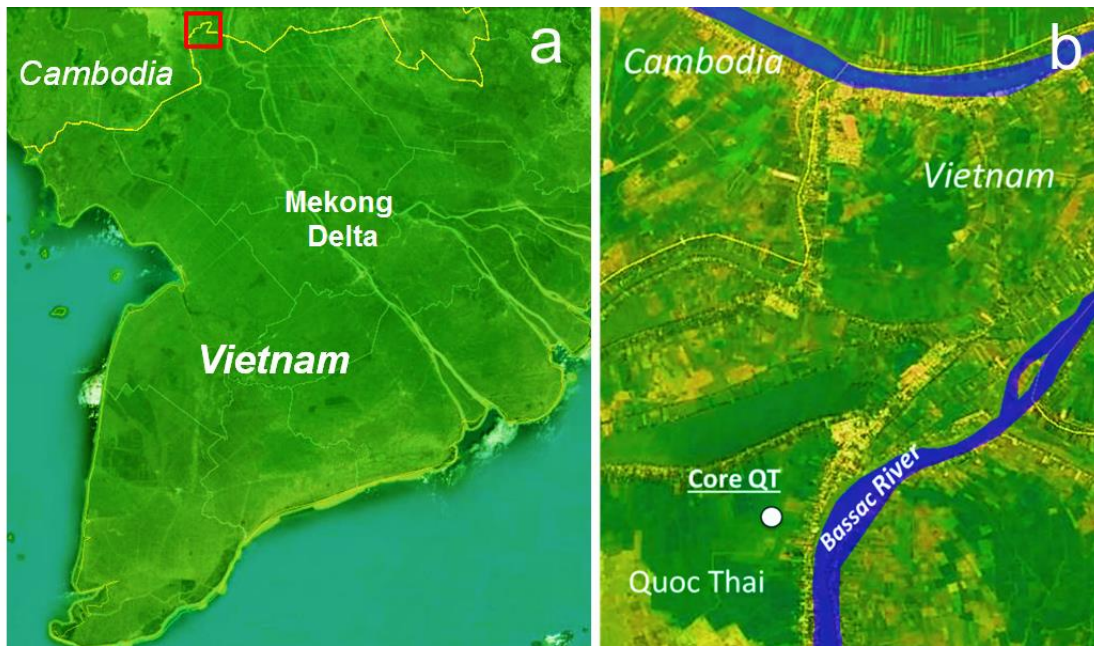 a
Cambodia
Mekong
Delta
Vietnam
b
Cambodia
Vietnam
Core QT
Bassac River
Quoc Thai